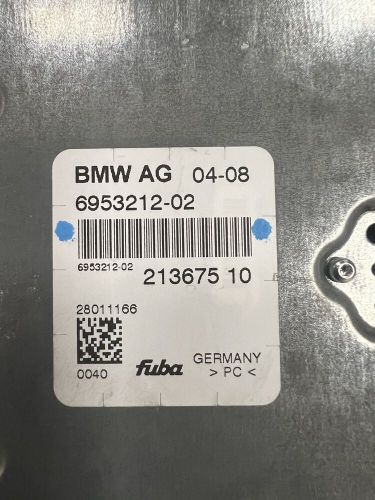 BMW AG 04-08
6953212-02
6953212-02
213675 10
28011166
0040
fuba
GERMANY
> PC <